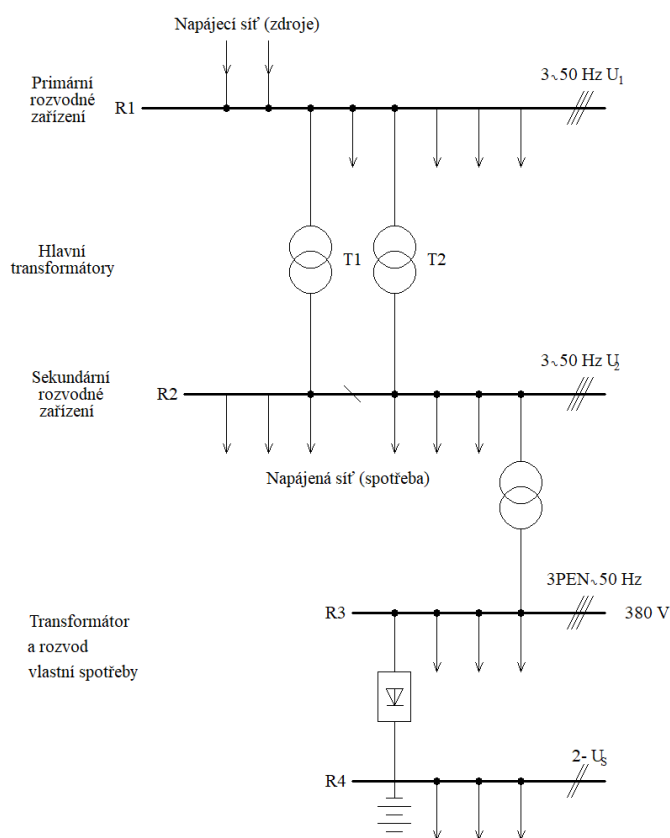 Napájecí síť (zdroje)
3∿50 Hz U1
Primární
rozvodné
zařízení
R1
Hlavní
transformátory
T1
T2
3∿50 Hz U2
Sekundární
rozvodné
zařízení
R2
Napájená síť (spotřeba)
3PEN∿50 Hz
R3
380 V
Transformátor
a rozvod
vlastní spotřeby
2- US
R4